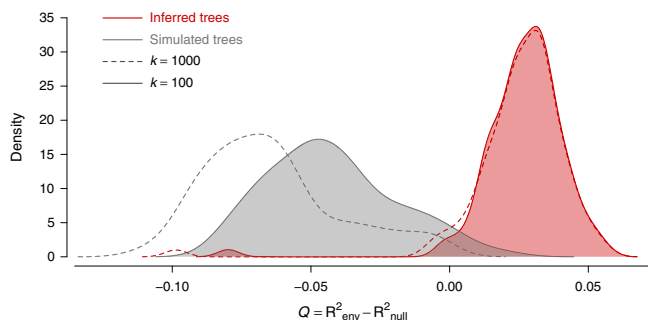 35
30
25
20
15
10
5
0
Density
Inferred trees
Simulated trees
k = 1000
k = 100
−0.10 −0.05 0.00 0.05
Q = R²env − R²null